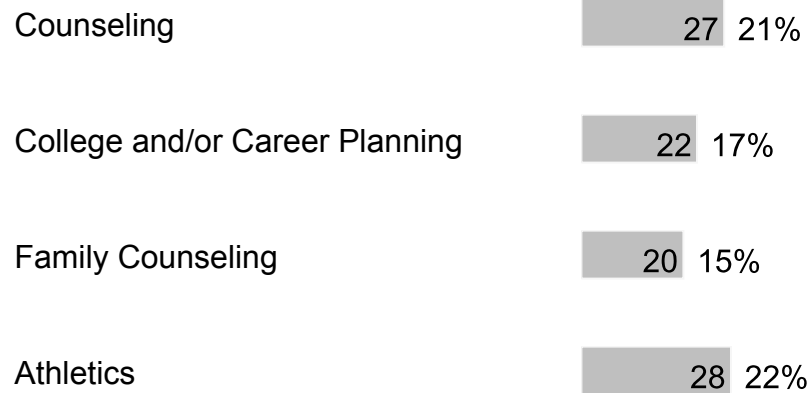 Counseling 27 21%
College and/or Career Planning 22 17%
Family Counseling 20 15%
Athletics 28 22%